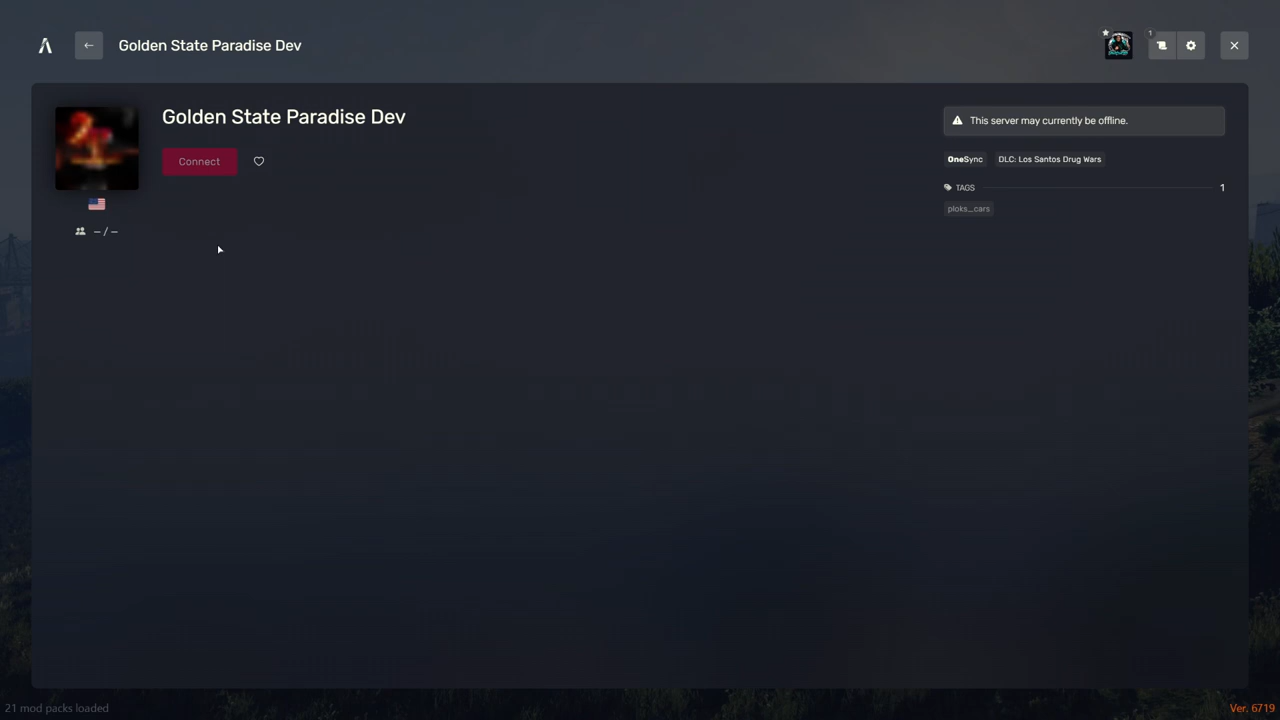 Golden State Paradise Dev
1
Golden State Paradise Dev
Connect
– / –
This server may currently be offline.
OneSync
DLC: Los Santos Drug Wars
TAGS
1
ploks_cars
21 mod packs loaded
Ver. 6719